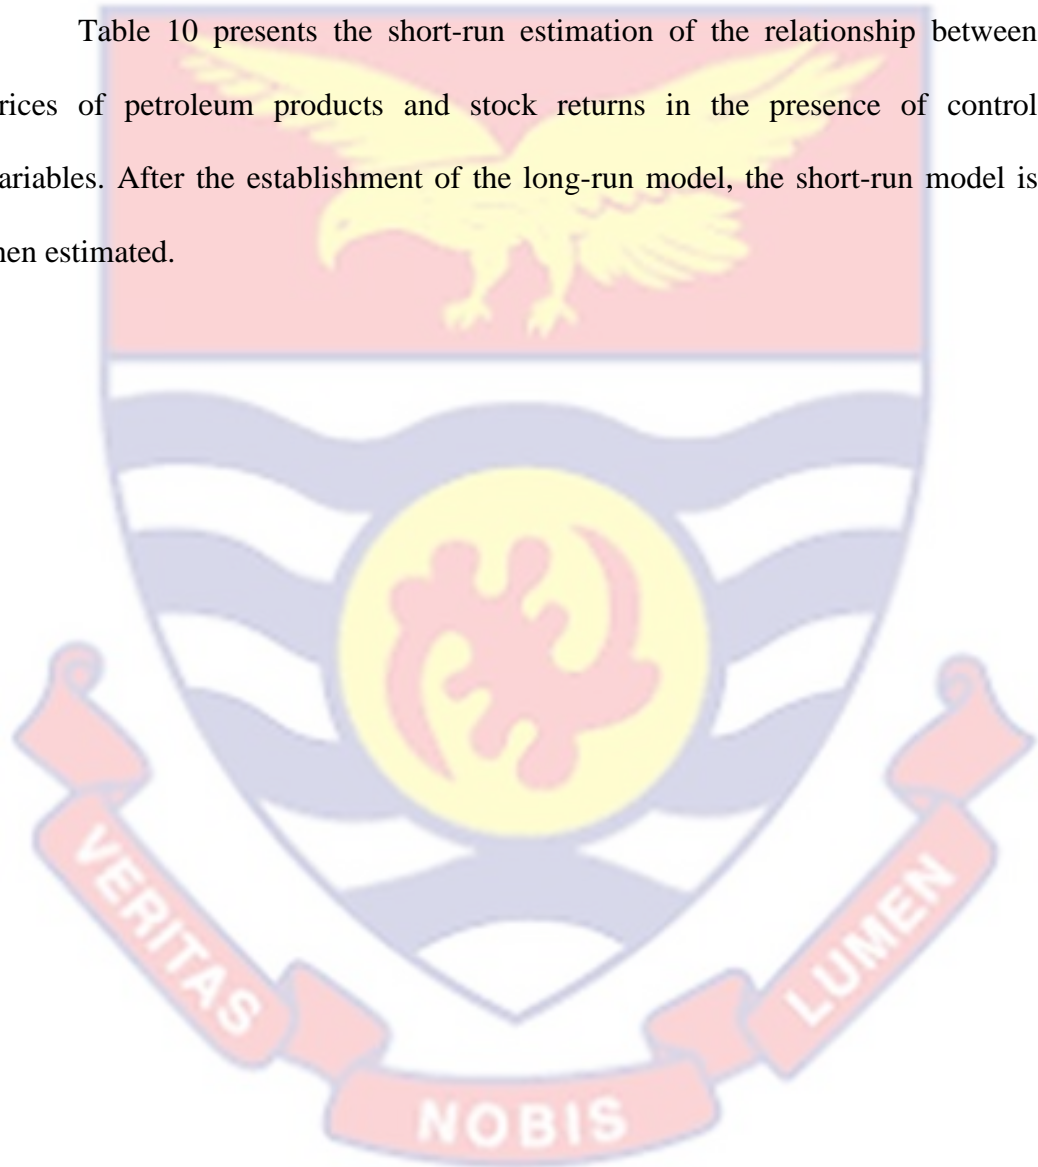 Table 10 presents the short-run estimation of the relationship between
rices of petroleum products and stock returns in the presence of control
ariables. After the establishment of the long-run model, the short-run model is
hen estimated.
VERITAS
NOBIS
LUMEN